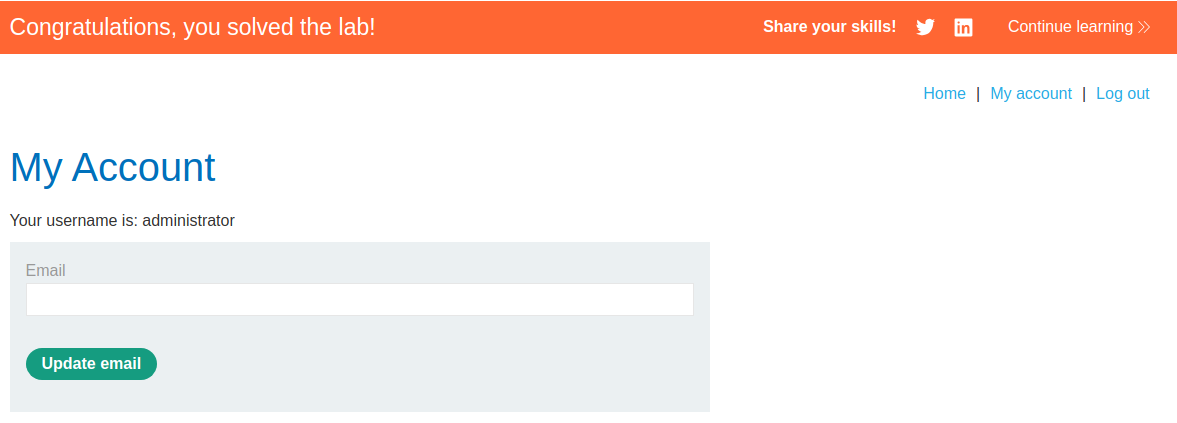 Congratulations, you solved the lab! Share your skills! Continue learning
Home | My account | Log out
My Account
Your username is: administrator
Email
Update email